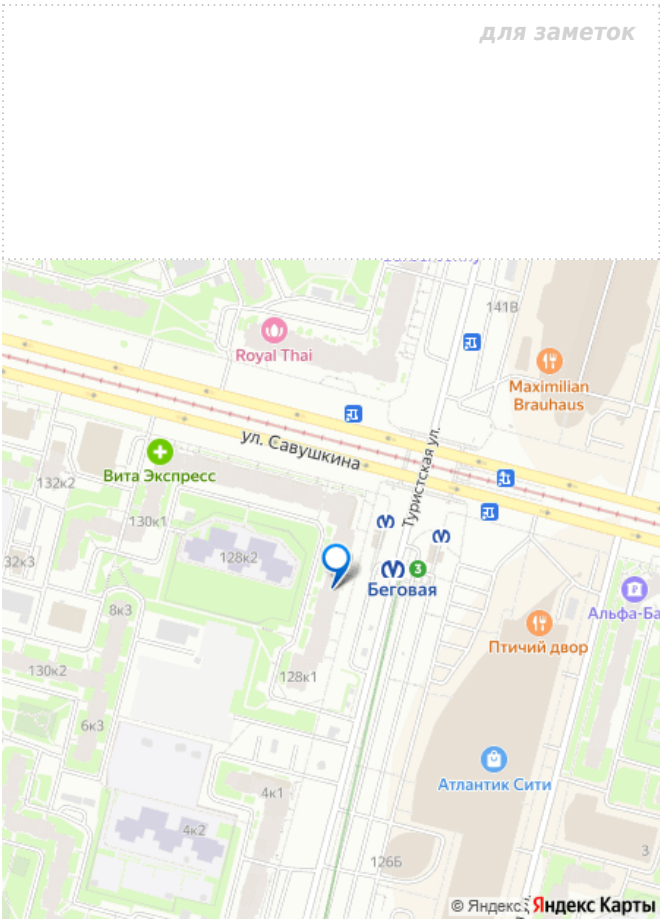 для заметок
141В
Royal Thai
Maximilian
Brauhaus
ул. Савушкина
Туристская ул.
Вита Экспресс
132к2
130к1
128к2
32к3
3
Беговая
Альфа-Ба
8к3
Птичий двор
130к2
128к1
6к3
Атлантик Сити
4к1
4к2
126Б
3
© Яндекс Яндекс Карты